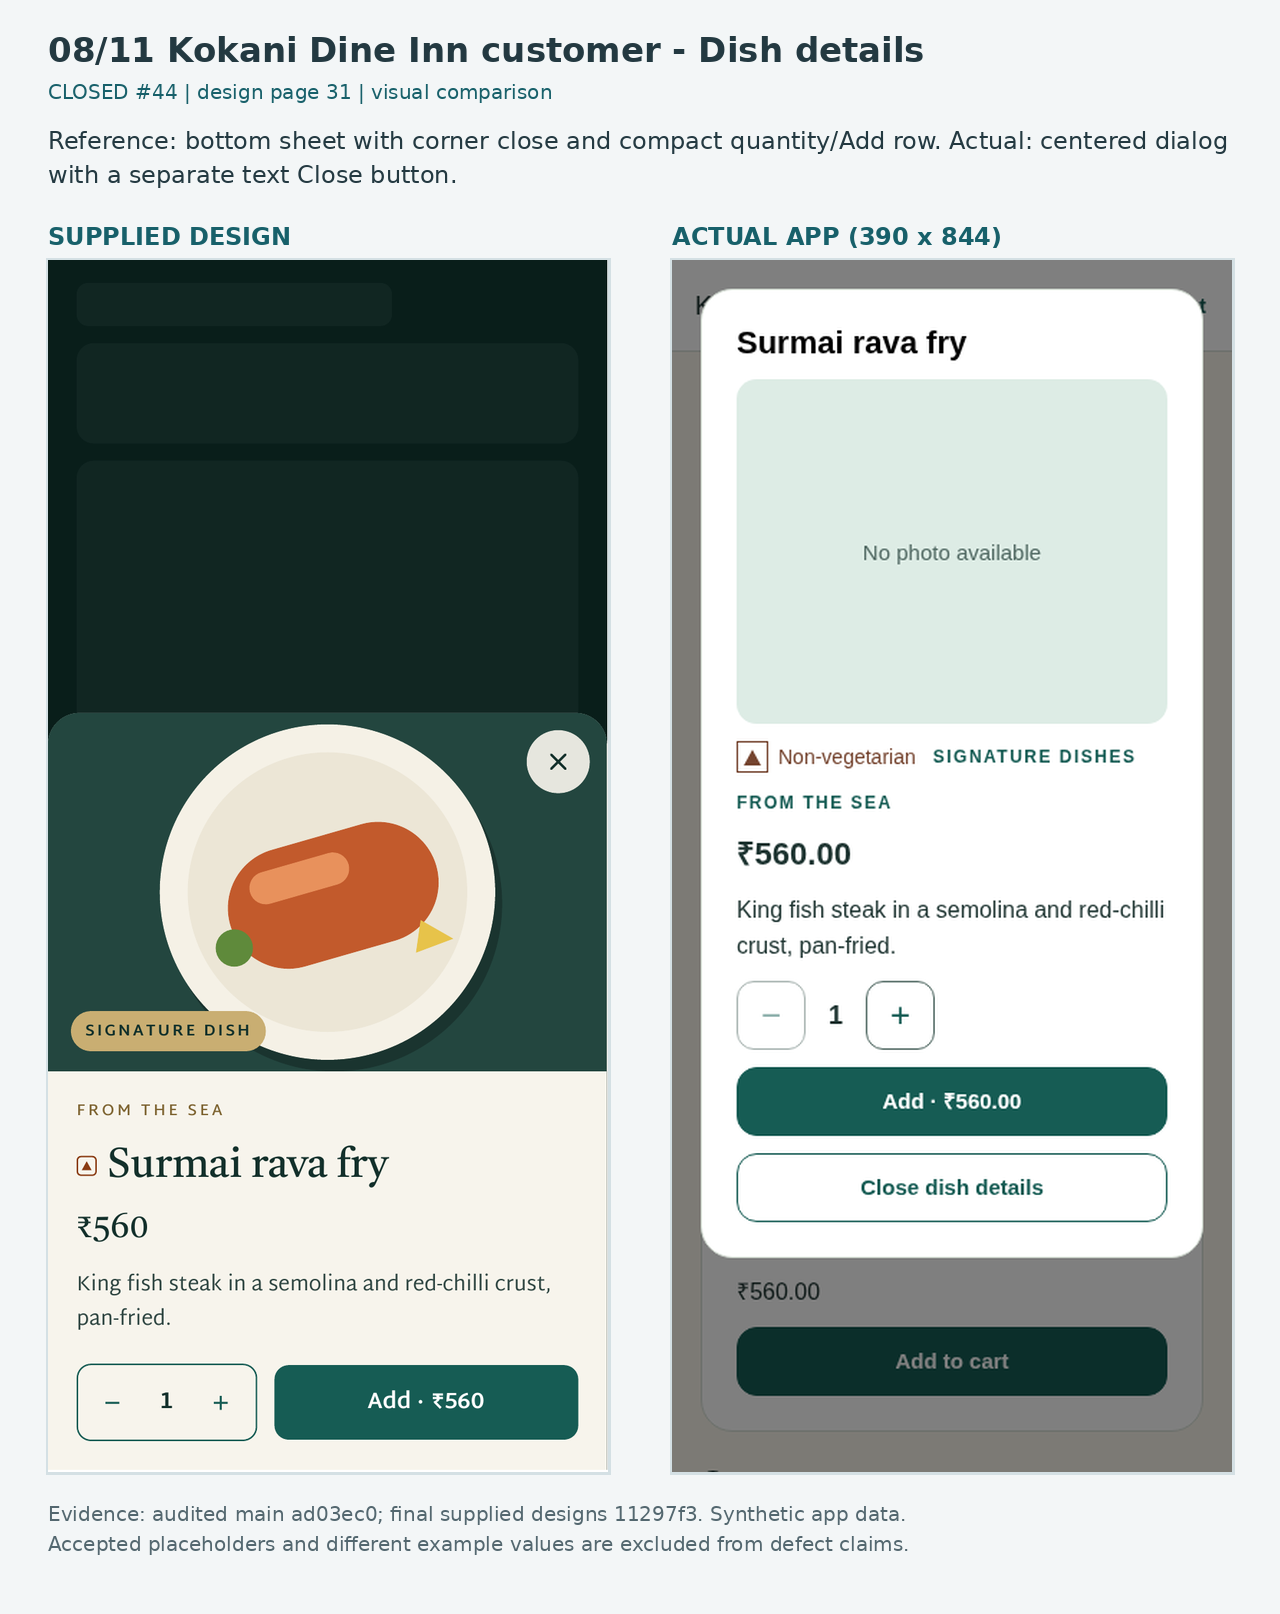 08/11 Kokani Dine Inn customer - Dish details
CLOSED #44 | design page 31 | visual comparison
Reference: bottom sheet with corner close and compact quantity/Add row. Actual: centered dialog
with a separate text Close button.
SUPPLIED DESIGN
SIGNATURE DISH
FROM THE SEA
Surmai rava fry
₹560
King fish steak in a semolina and red-chilli crust,
pan-fried.
− 1 +
Add · ₹560
ACTUAL APP (390 x 844)
K
t
Surmai rava fry
No photo available
Non-vegetarian SIGNATURE DISHES
FROM THE SEA
₹560.00
King fish steak in a semolina and red-chilli
crust, pan-fried.
− 1 +
Add · ₹560.00
Close dish details
₹560.00
Add to cart
Evidence: audited main ad03ec0; final supplied designs 11297f3. Synthetic app data.
Accepted placeholders and different example values are excluded from defect claims.